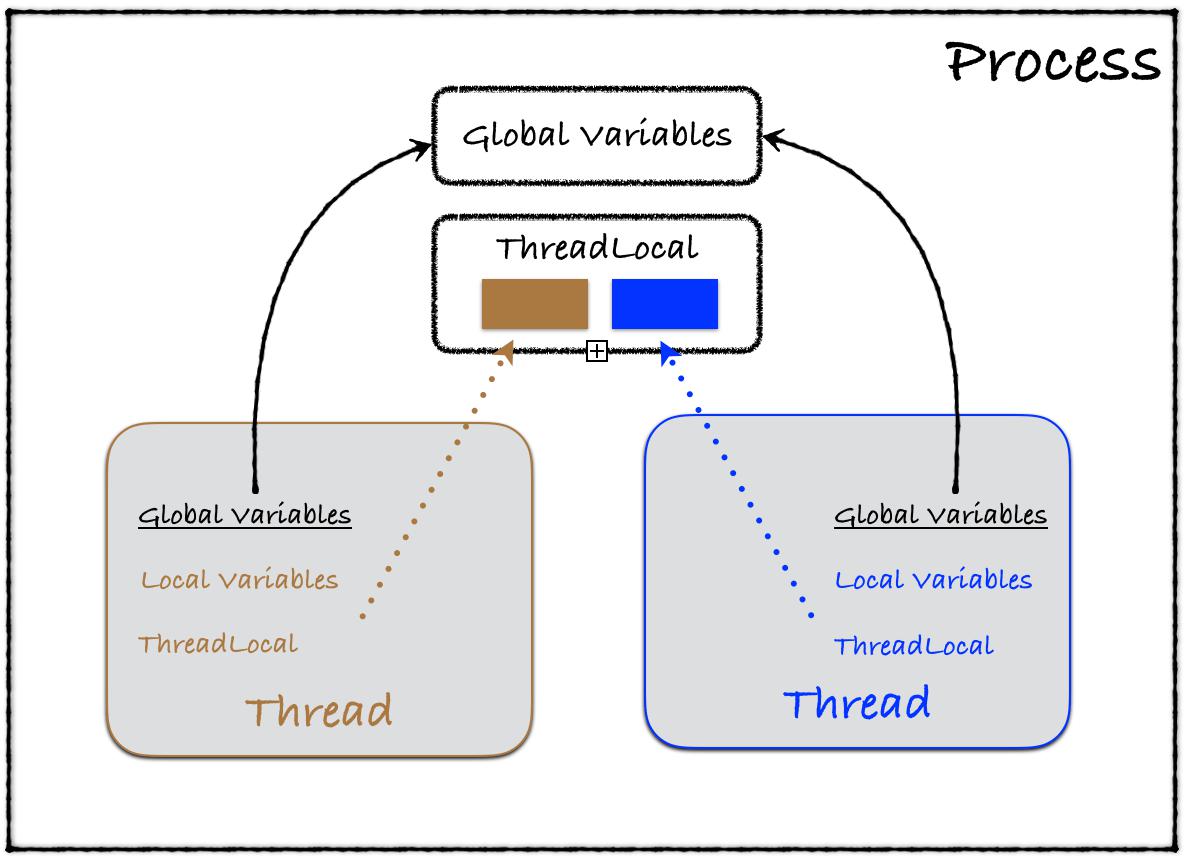 Process
Global Variables
ThreadLocal
Global Variables
Local Variables
ThreadLocal
Thread
Global Variables
Local Variables
ThreadLocal
Thread